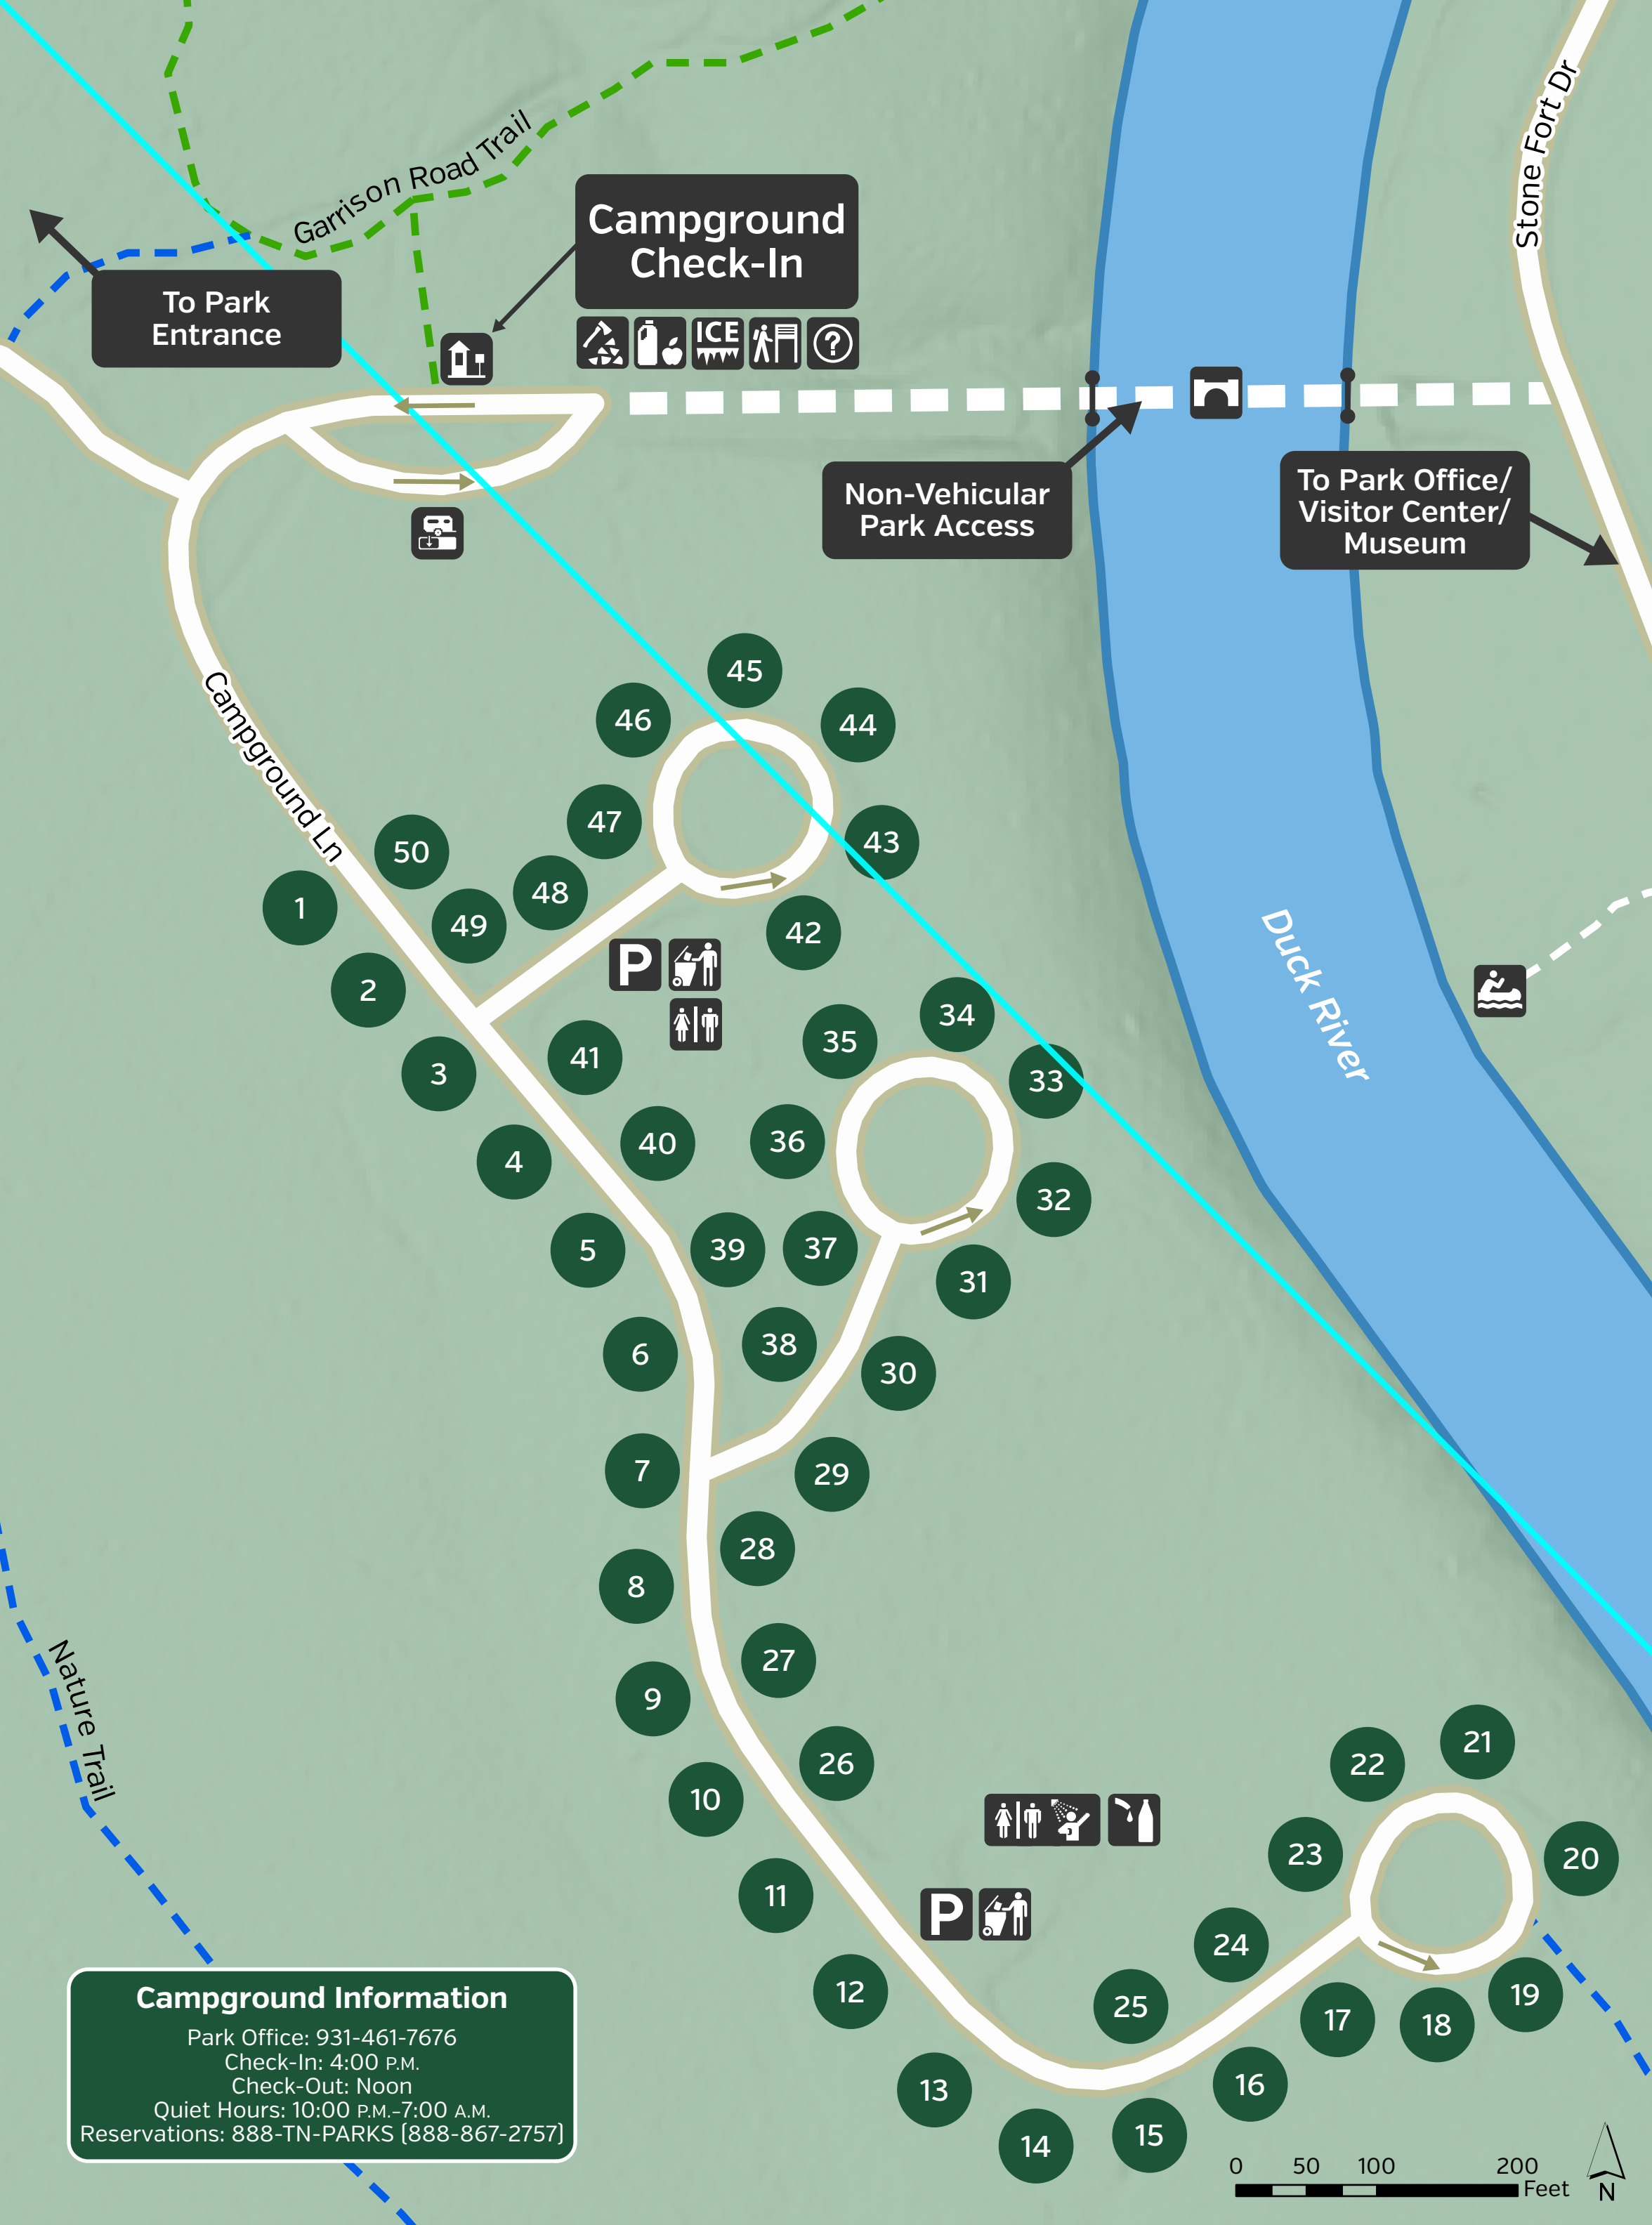 Stone Fort Dr
Garrison Road Trail
Campground
Check-In
To Park
Entrance
ICE
?
Non-Vehicular
Park Access
To Park Office/
Visitor Center/
Museum
Campground Ln
45
46
44
47
43
50
48
1
49
42
P
2
34
35
41
3
33
36
40
4
32
39
37
5
31
38
6
30
7
29
28
8
27
9
26
10
22
21
23
20
11
P
24
12
25
19
17
18
13
16
15
14
Duck River
Nature Trail
Campground Information
Park Office: 931-461-7676
Check-In: 4:00 P.M.
Check-Out: Noon
Quiet Hours: 10:00 P.M.-7:00 A.M.
Reservations: 888-TN-PARKS (888-867-2757)
0 50 100 200
Feet
N